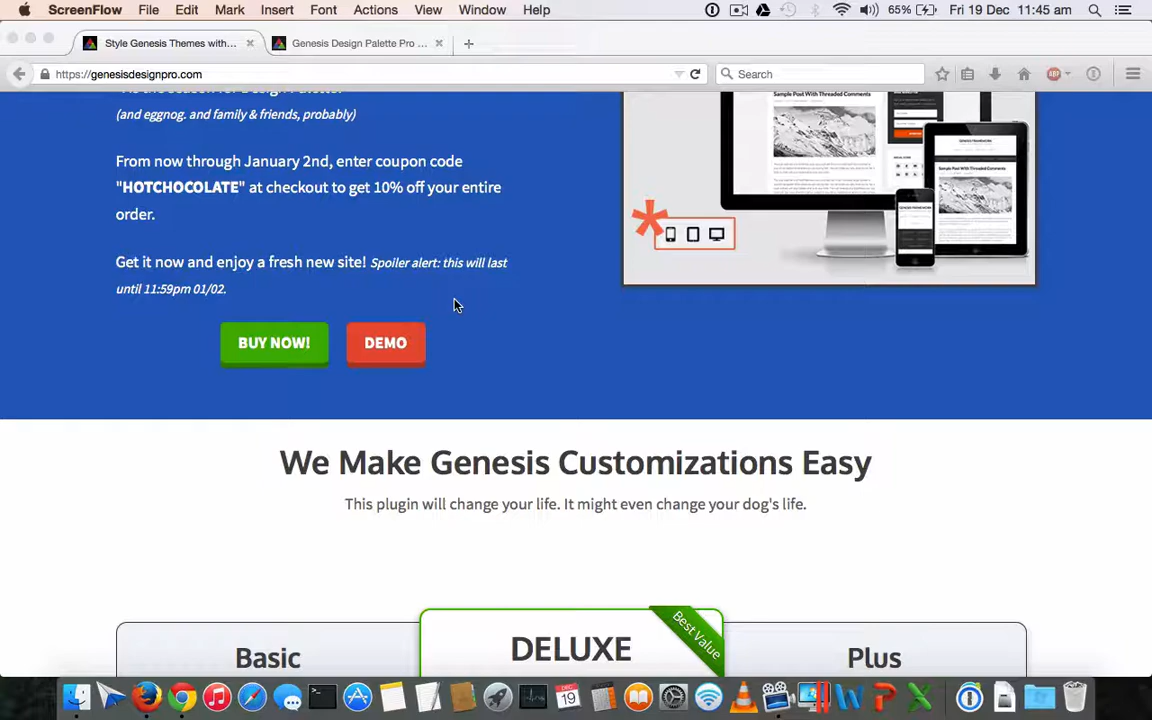 ScreenFlow File Edit Mark Insert Font Actions View Window Help 65% Fri 19 Dec 11:45 am
Style Genesis Themes with... Genesis Design Palette Pro ...
https://genesisdesignpro.com Search
(and eggnog. and family & friends, probably)
From now through January 2nd, enter coupon code
"HOTCHOCOLATE" at checkout to get 10% off your entire
order.
Get it now and enjoy a fresh new site! Spoiler alert: this will last
until 11:59pm 01/02.
BUY NOW! DEMO
Sample Post With Threaded Comments
We Make Genesis Customizations Easy
This plugin will change your life. It might even change your dog's life.
Best Value
Basic DELUXE Plus